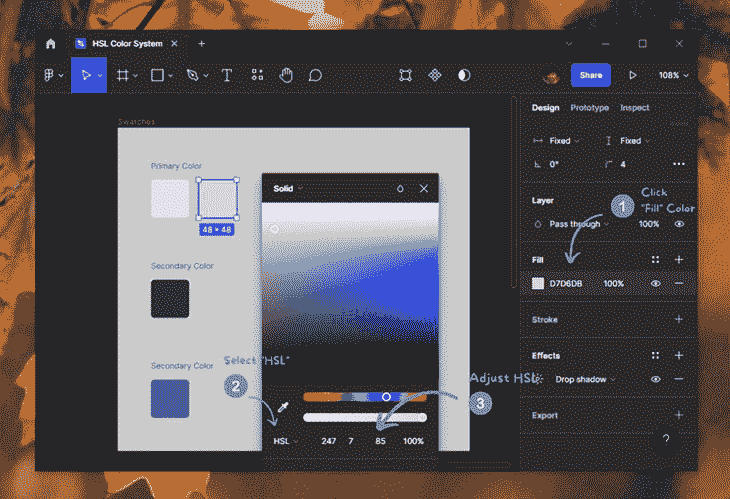 HSL Color System
Share
108%
Swatches
Design Prototype Inspect
Primary Color
Fixed Fixed
0° 4
Solid
48 × 48
Layer
1
Click
"Fill" Color
Pass through 100%
Secondary Color
Fill
D7D6DB 100%
Stroke
Secondary Color
Select "HSL"
2
Effects
Adjust HSL
Drop shadow
3
Export
HSL 247 7 85 100%
?